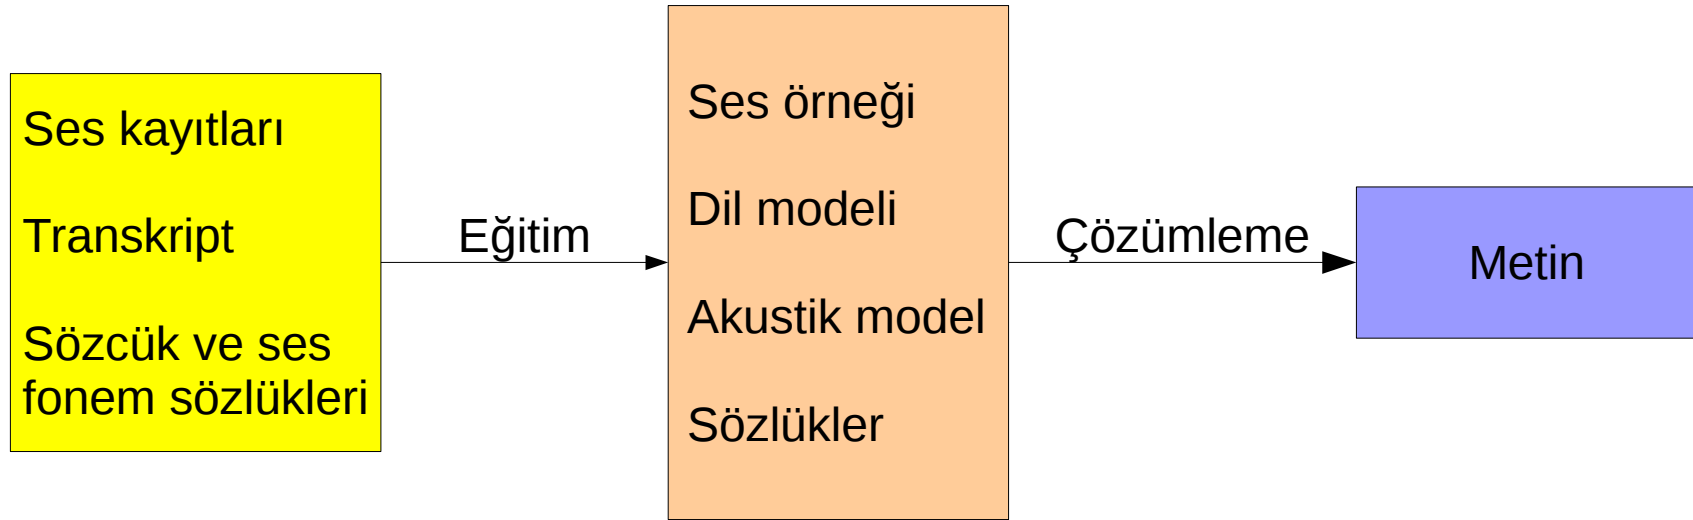 Ses kayıtları
Transkript
Sözcük ve ses
fonem sözlükleri
Eğitim
Ses örneği
Dil modeli
Akustik model
Sözlükler
Çözümleme
Metin